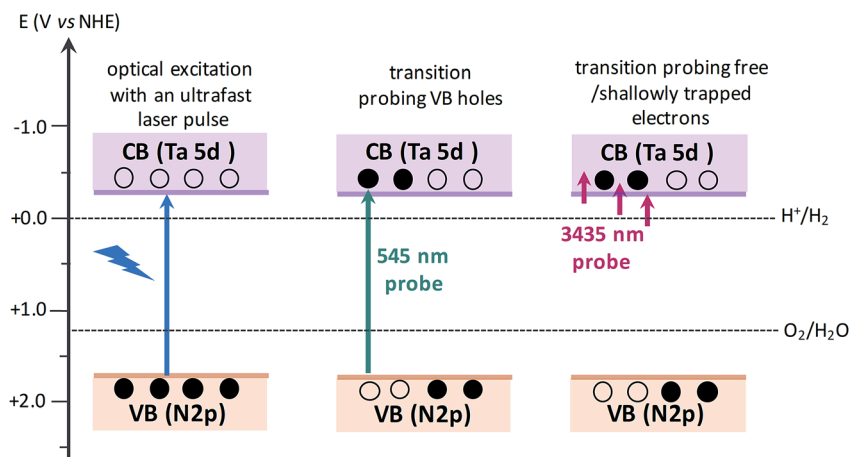 E (V vs NHE)
optical excitation
with an ultrafast
laser pulse
transition
probing VB holes
transition probing free
/shallowly trapped
electrons
-1.0
CB (Ta 5d )
CB (Ta 5d )
CB (Ta 5d )
+0.0
H⁺/H₂
545 nm
probe
3435 nm
probe
+1.0
O₂/H₂O
+2.0
VB (N2p)
VB (N2p)
VB (N2p)